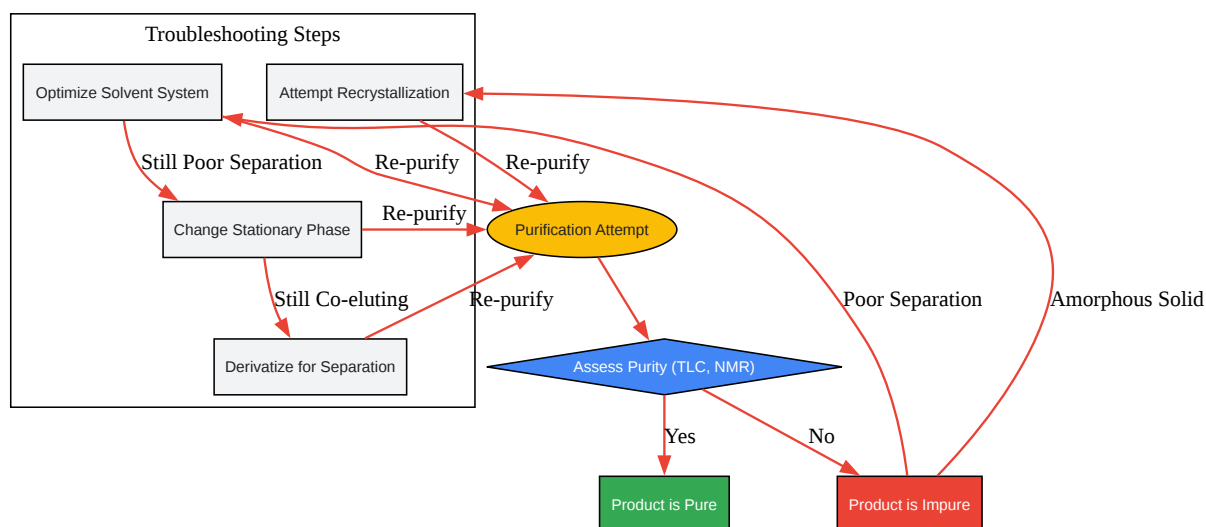 Troubleshooting Steps
Optimize Solvent System
Attempt Recrystallization
Still Poor Separation
Re-purify
Re-purify
Change Stationary Phase
Re-purify
Purification Attempt
Still Co-eluting
Re-purify
Poor Separation
Amorphous Solid
Derivatize for Separation
Assess Purity (TLC, NMR)
Yes
No
Product is Pure
Product is Impure